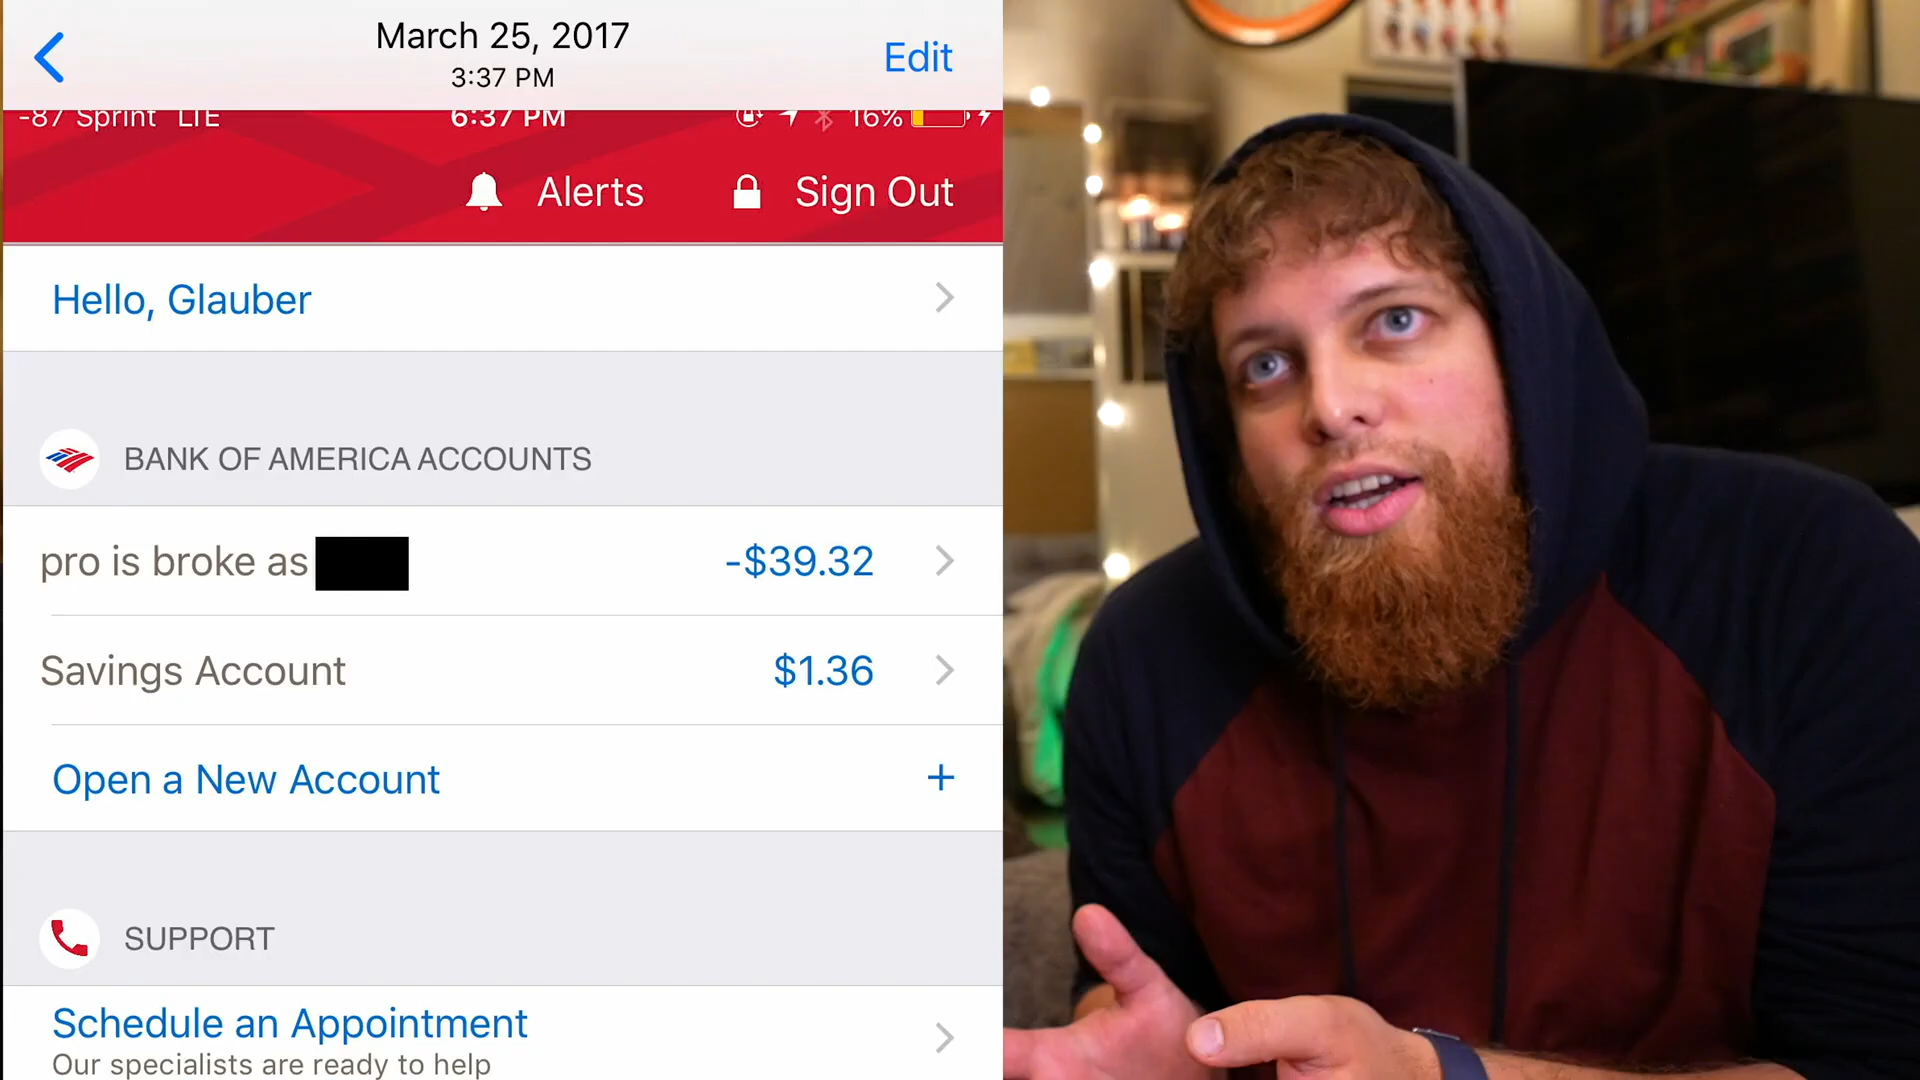 March 25, 2017
3:37 PM
Edit
-87 Sprint LTE 6:37 PM 16%
Alerts Sign Out
Hello, Glauber
BANK OF AMERICA ACCOUNTS
pro is broke as -$39.32
Savings Account $1.36
Open a New Account +
SUPPORT
Schedule an Appointment
Our specialists are ready to help